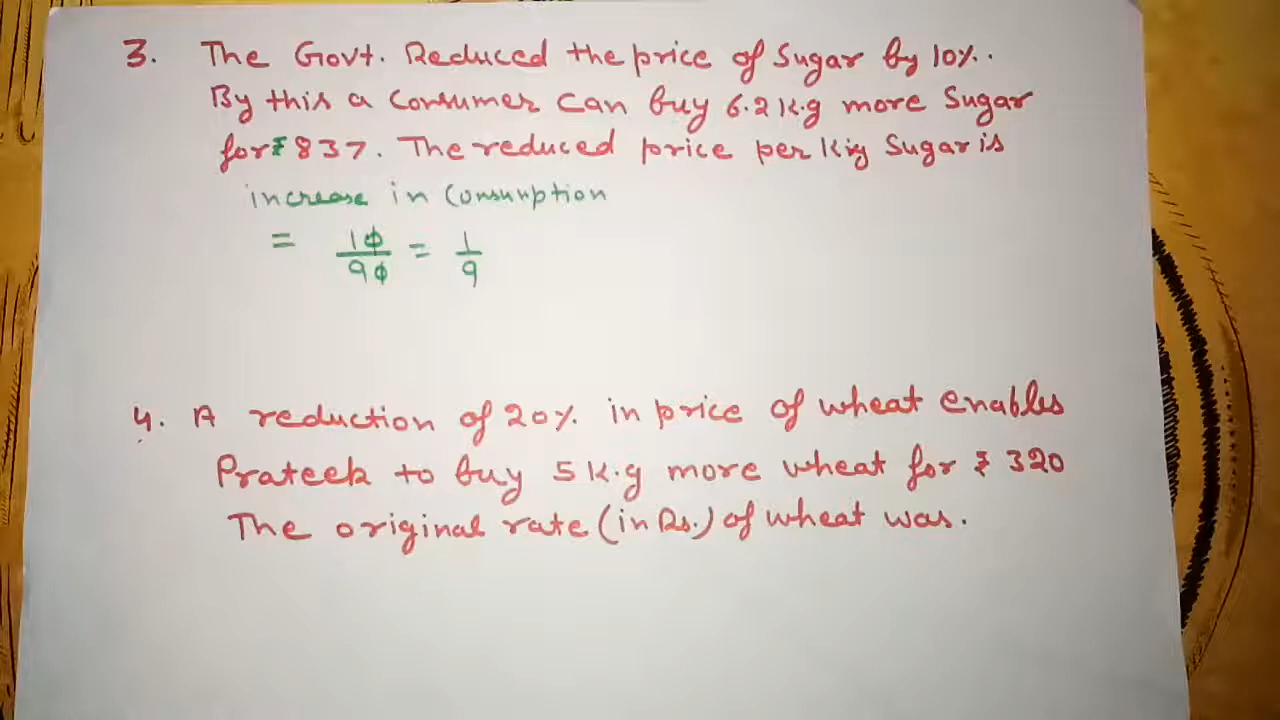 3. The Govt. Reduced the price of Sugar by 10%.
By this a Consumer Can buy 6.2 K.g more Sugar
for ₹ 837. The reduced price per K.g Sugar is
increase in Consumption
= 10/90 = 1/9
4. A reduction of 20% in price of wheat enables
Prateek to buy 5 K.g more wheat for ₹ 320
The original rate (in Rs.) of wheat was.